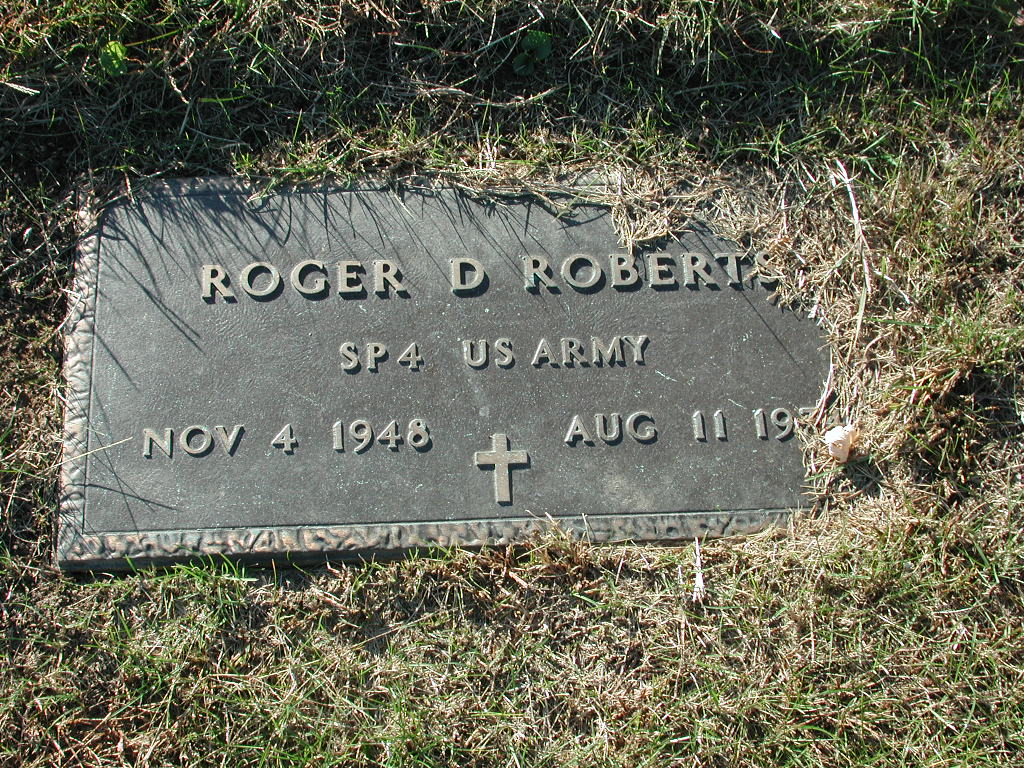 ROGER D ROBERTS
SP4 US ARMY
NOV 4 1948 AUG 11